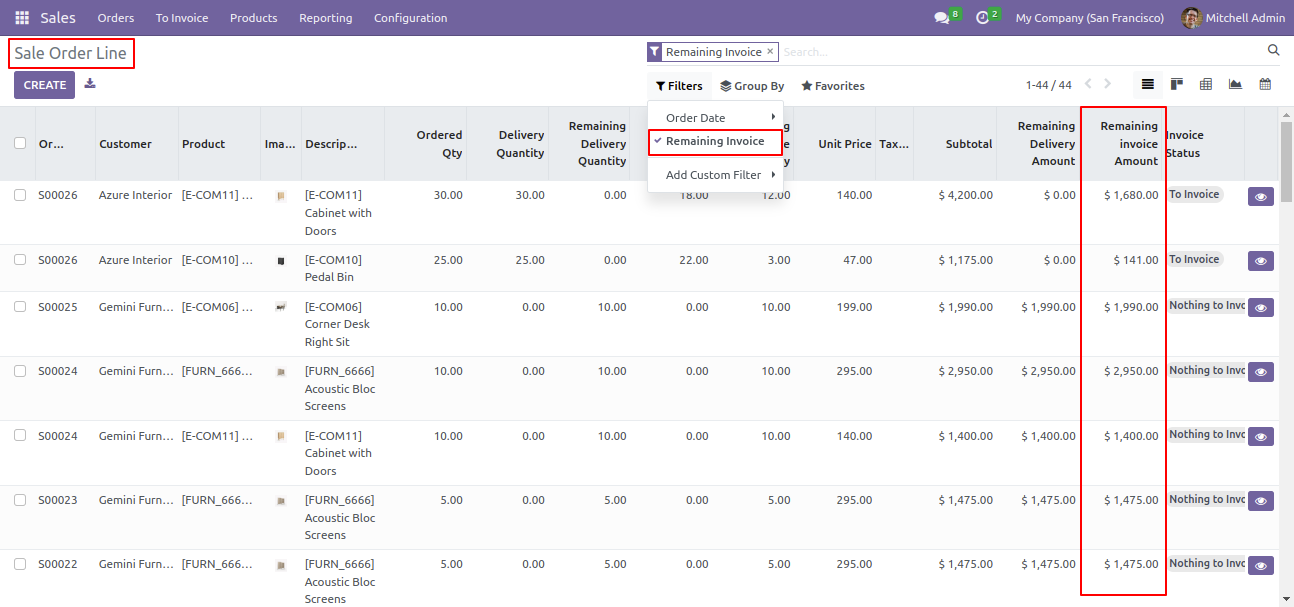 Sales Orders To Invoice Products Reporting Configuration 8 2 My Company (San Francisco) Mitchell Admin
Sale Order Line
Remaining Invoice × Search...
CREATE
Filters Group By Favorites 1-44 / 44
Order Date
Remaining Invoice
Add Custom Filter
Or... Customer Product Ima... Descrip... Ordered Qty Delivery Quantity Remaining Delivery Quantity Unit Price Tax... Subtotal Remaining Delivery Amount Remaining invoice Amount Invoice Status
S00026 Azure Interior [E-COM11] ... [E-COM11] Cabinet with Doors 30.00 30.00 0.00 18.00 12.00 140.00 $ 4,200.00 $ 0.00 $ 1,680.00 To Invoice
S00026 Azure Interior [E-COM10] ... [E-COM10] Pedal Bin 25.00 25.00 0.00 22.00 3.00 47.00 $ 1,175.00 $ 0.00 $ 141.00 To Invoice
S00025 Gemini Furn... [E-COM06] ... [E-COM06] Corner Desk Right Sit 10.00 0.00 10.00 0.00 10.00 199.00 $ 1,990.00 $ 1,990.00 $ 1,990.00 Nothing to Invo
S00024 Gemini Furn... [FURN_666... [FURN_6666] Acoustic Bloc Screens 10.00 0.00 10.00 0.00 10.00 295.00 $ 2,950.00 $ 2,950.00 $ 2,950.00 Nothing to Invo
S00024 Gemini Furn... [E-COM11] ... [E-COM11] Cabinet with Doors 10.00 0.00 10.00 0.00 10.00 140.00 $ 1,400.00 $ 1,400.00 $ 1,400.00 Nothing to Invo
S00023 Gemini Furn... [FURN_666... [FURN_6666] Acoustic Bloc Screens 5.00 0.00 5.00 0.00 5.00 295.00 $ 1,475.00 $ 1,475.00 $ 1,475.00 Nothing to Invo
S00022 Gemini Furn... [FURN_666... [FURN_6666] Acoustic Bloc Screens 5.00 0.00 5.00 0.00 5.00 295.00 $ 1,475.00 $ 1,475.00 $ 1,475.00 Nothing to Invo